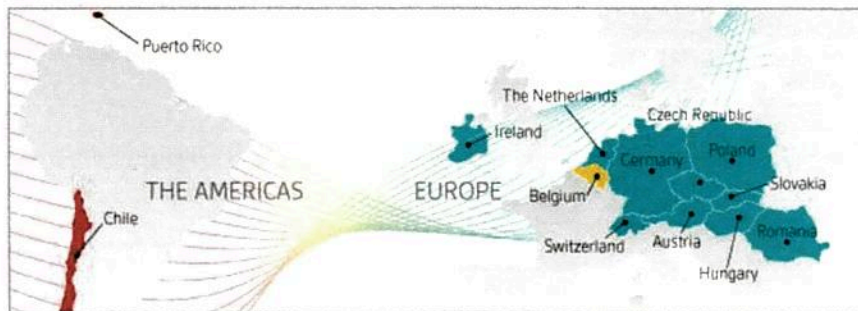 Puerto Rico
THE AMERICAS
Chile
EUROPE
Ireland
The Netherlands
Czech Republic
Germany
Poland
Belgium
Slovakia
Switzerland
Austria
Hungary
Romania